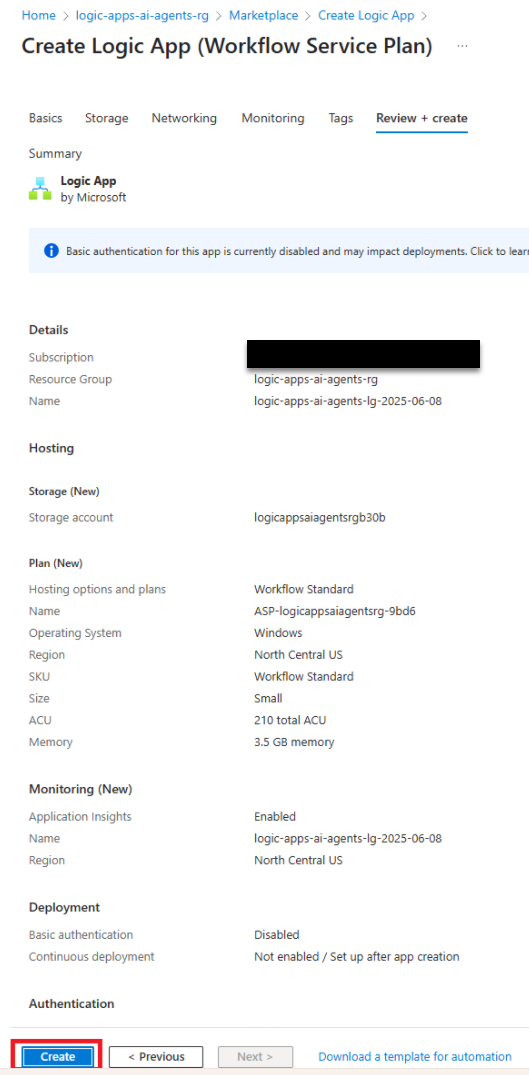 Home > logic-apps-ai-agents-rg > Marketplace > Create Logic App >
Create Logic App (Workflow Service Plan) ...
Basics Storage Networking Monitoring Tags Review + create
Summary
Logic App
by Microsoft
Basic authentication for this app is currently disabled and may impact deployments. Click to
Details
Subscription
Resource Group logic-apps-ai-agents-rg
Name logic-apps-ai-agents-lg-2025-06-08
Hosting
Storage (New)
Storage account logicappsaiagentsrgb30b
Plan (New)
Hosting options and plans Workflow Standard
Name ASP-logicappsaiagentsrg-9bd6
Operating System Windows
Region North Central US
SKU Workflow Standard
Size Small
ACU 210 total ACU
Memory 3.5 GB memory
Monitoring (New)
Application Insights Enabled
Name logic-apps-ai-agents-lg-2025-06-08
Region North Central US
Deployment
Basic authentication Disabled
Continuous deployment Not enabled / Set up after app creation
Authentication
Create < Previous Next > Download a template for automation